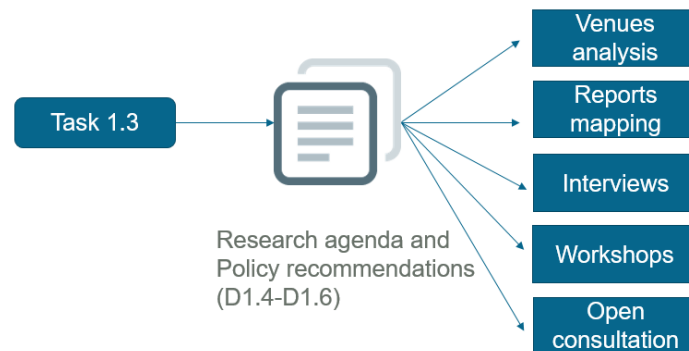 Task 1.3
Research agenda and
Policy recommendations
(D1.4-D1.6)
Venues
analysis
Reports
mapping
Interviews
Workshops
Open
consultation